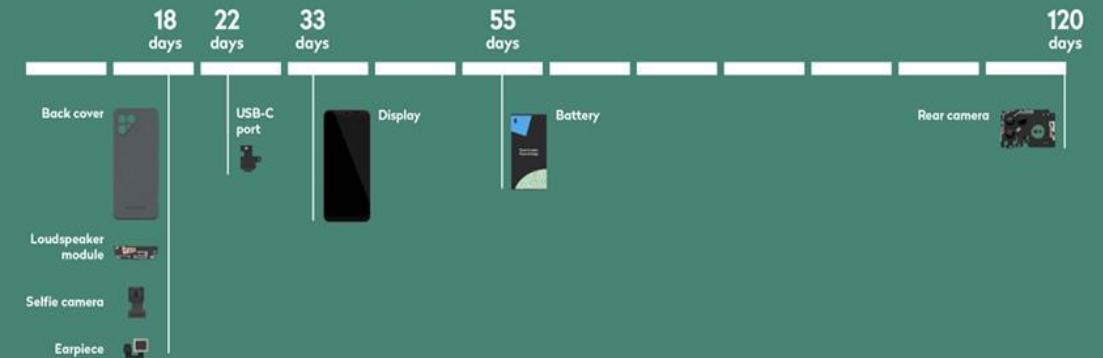 18
days
22
days
33
days
55
days
120
days
Back cover
USB-C
port
Display
Battery
Rear camera
Loudspeaker
module
Selfie camera
Earpiece